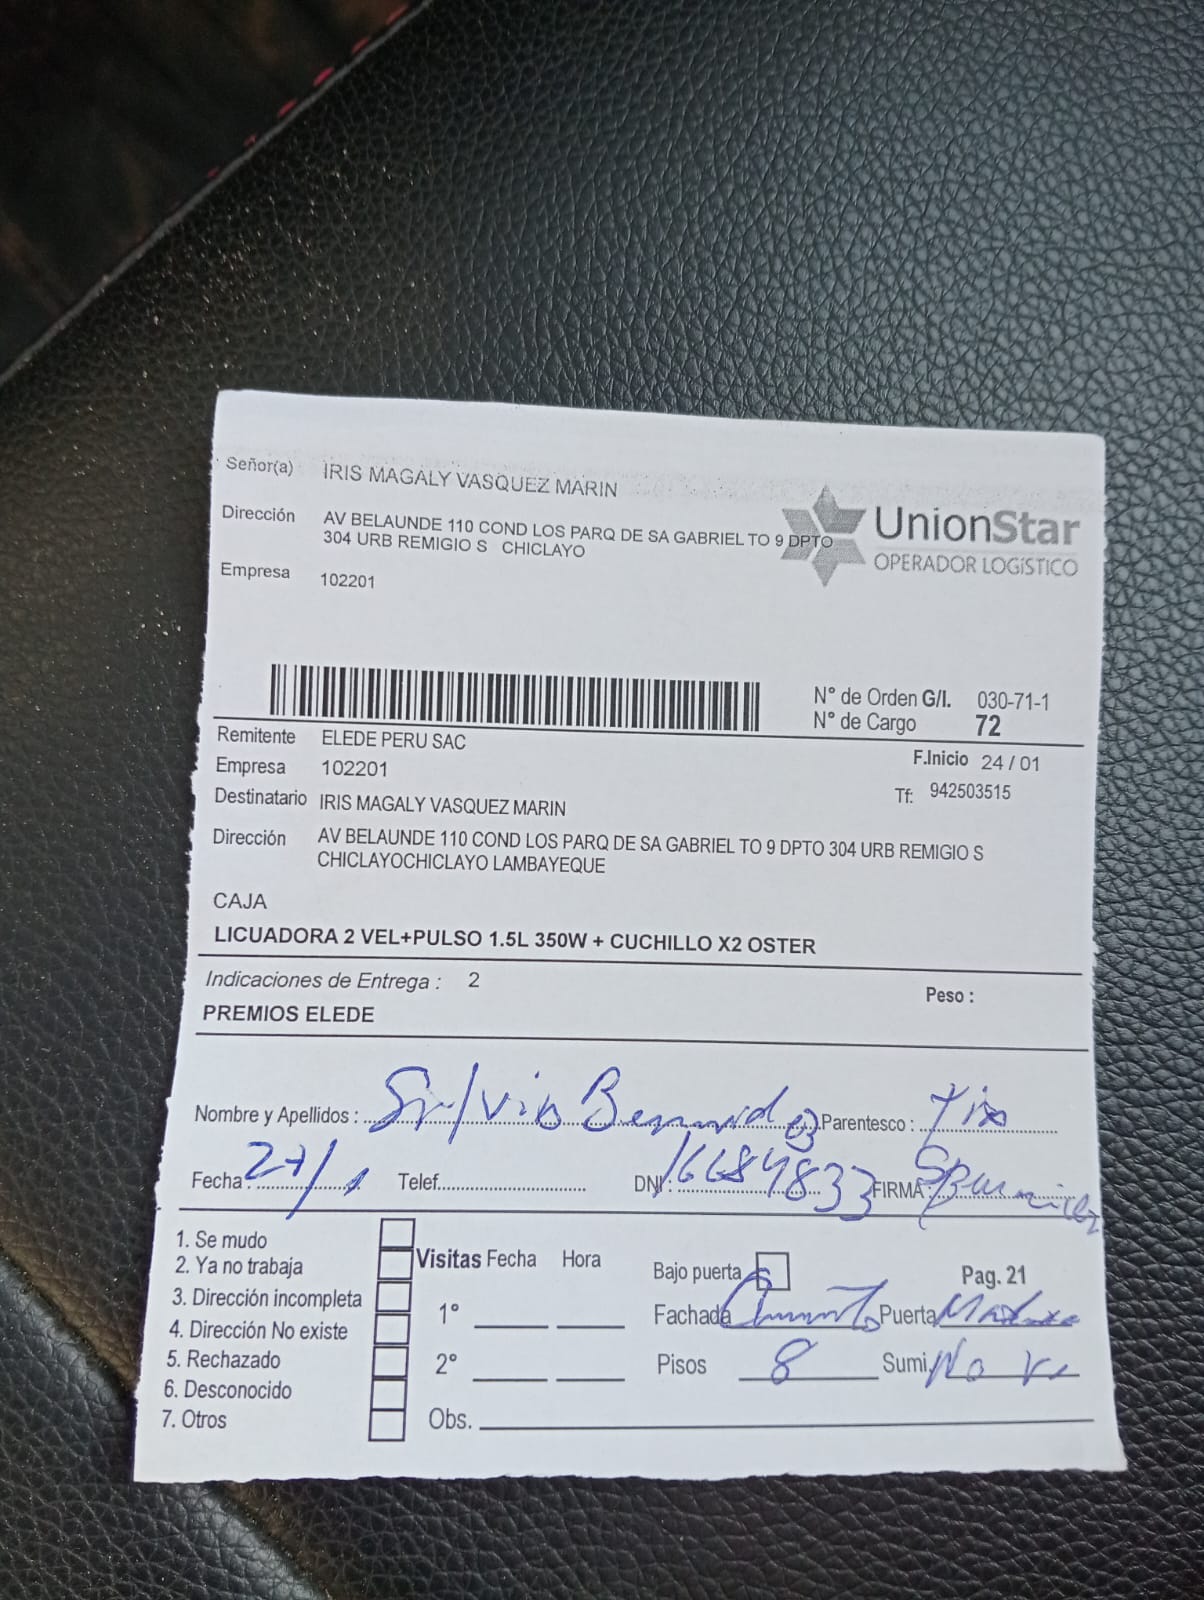 Señor(a) IRIS MAGALY VASQUEZ MARIN
Dirección AV BELAUNDE 110 COND LOS PARQ DE SA GABRIEL TO 9 DPTO
304 URB REMIGIO S CHICLAYO
UnionStar
OPERADOR LOGÍSTICO
Empresa 102201
N° de Orden G/I. 030-71-1
N° de Cargo 72
Remitente ELEDE PERU SAC
F.Inicio 24 / 01
Empresa 102201
Tf: 942503515
Destinatario IRIS MAGALY VASQUEZ MARIN
Dirección AV BELAUNDE 110 COND LOS PARQ DE SA GABRIEL TO 9 DPTO 304 URB REMIGIO S
CHICLAYOCHICLAYO LAMBAYEQUE
CAJA
LICUADORA 2 VEL+PULSO 1.5L 350W + CUCHILLO X2 OSTER
Indicaciones de Entrega : 2
Peso :
PREMIOS ELEDE
Nombre y Apellidos : Silvia Parentesco :
Fecha 27/1 Telef. DNI: 16684833 FIRMA
1. Se mudo
2. Ya no trabaja
3. Dirección incompleta
4. Dirección No existe
5. Rechazado
6. Desconocido
7. Otros
Visitas Fecha Hora
1°
2°
Obs.
Bajo puerta
Pag. 21
Fachada Puerta
Pisos 8 Sumi. No